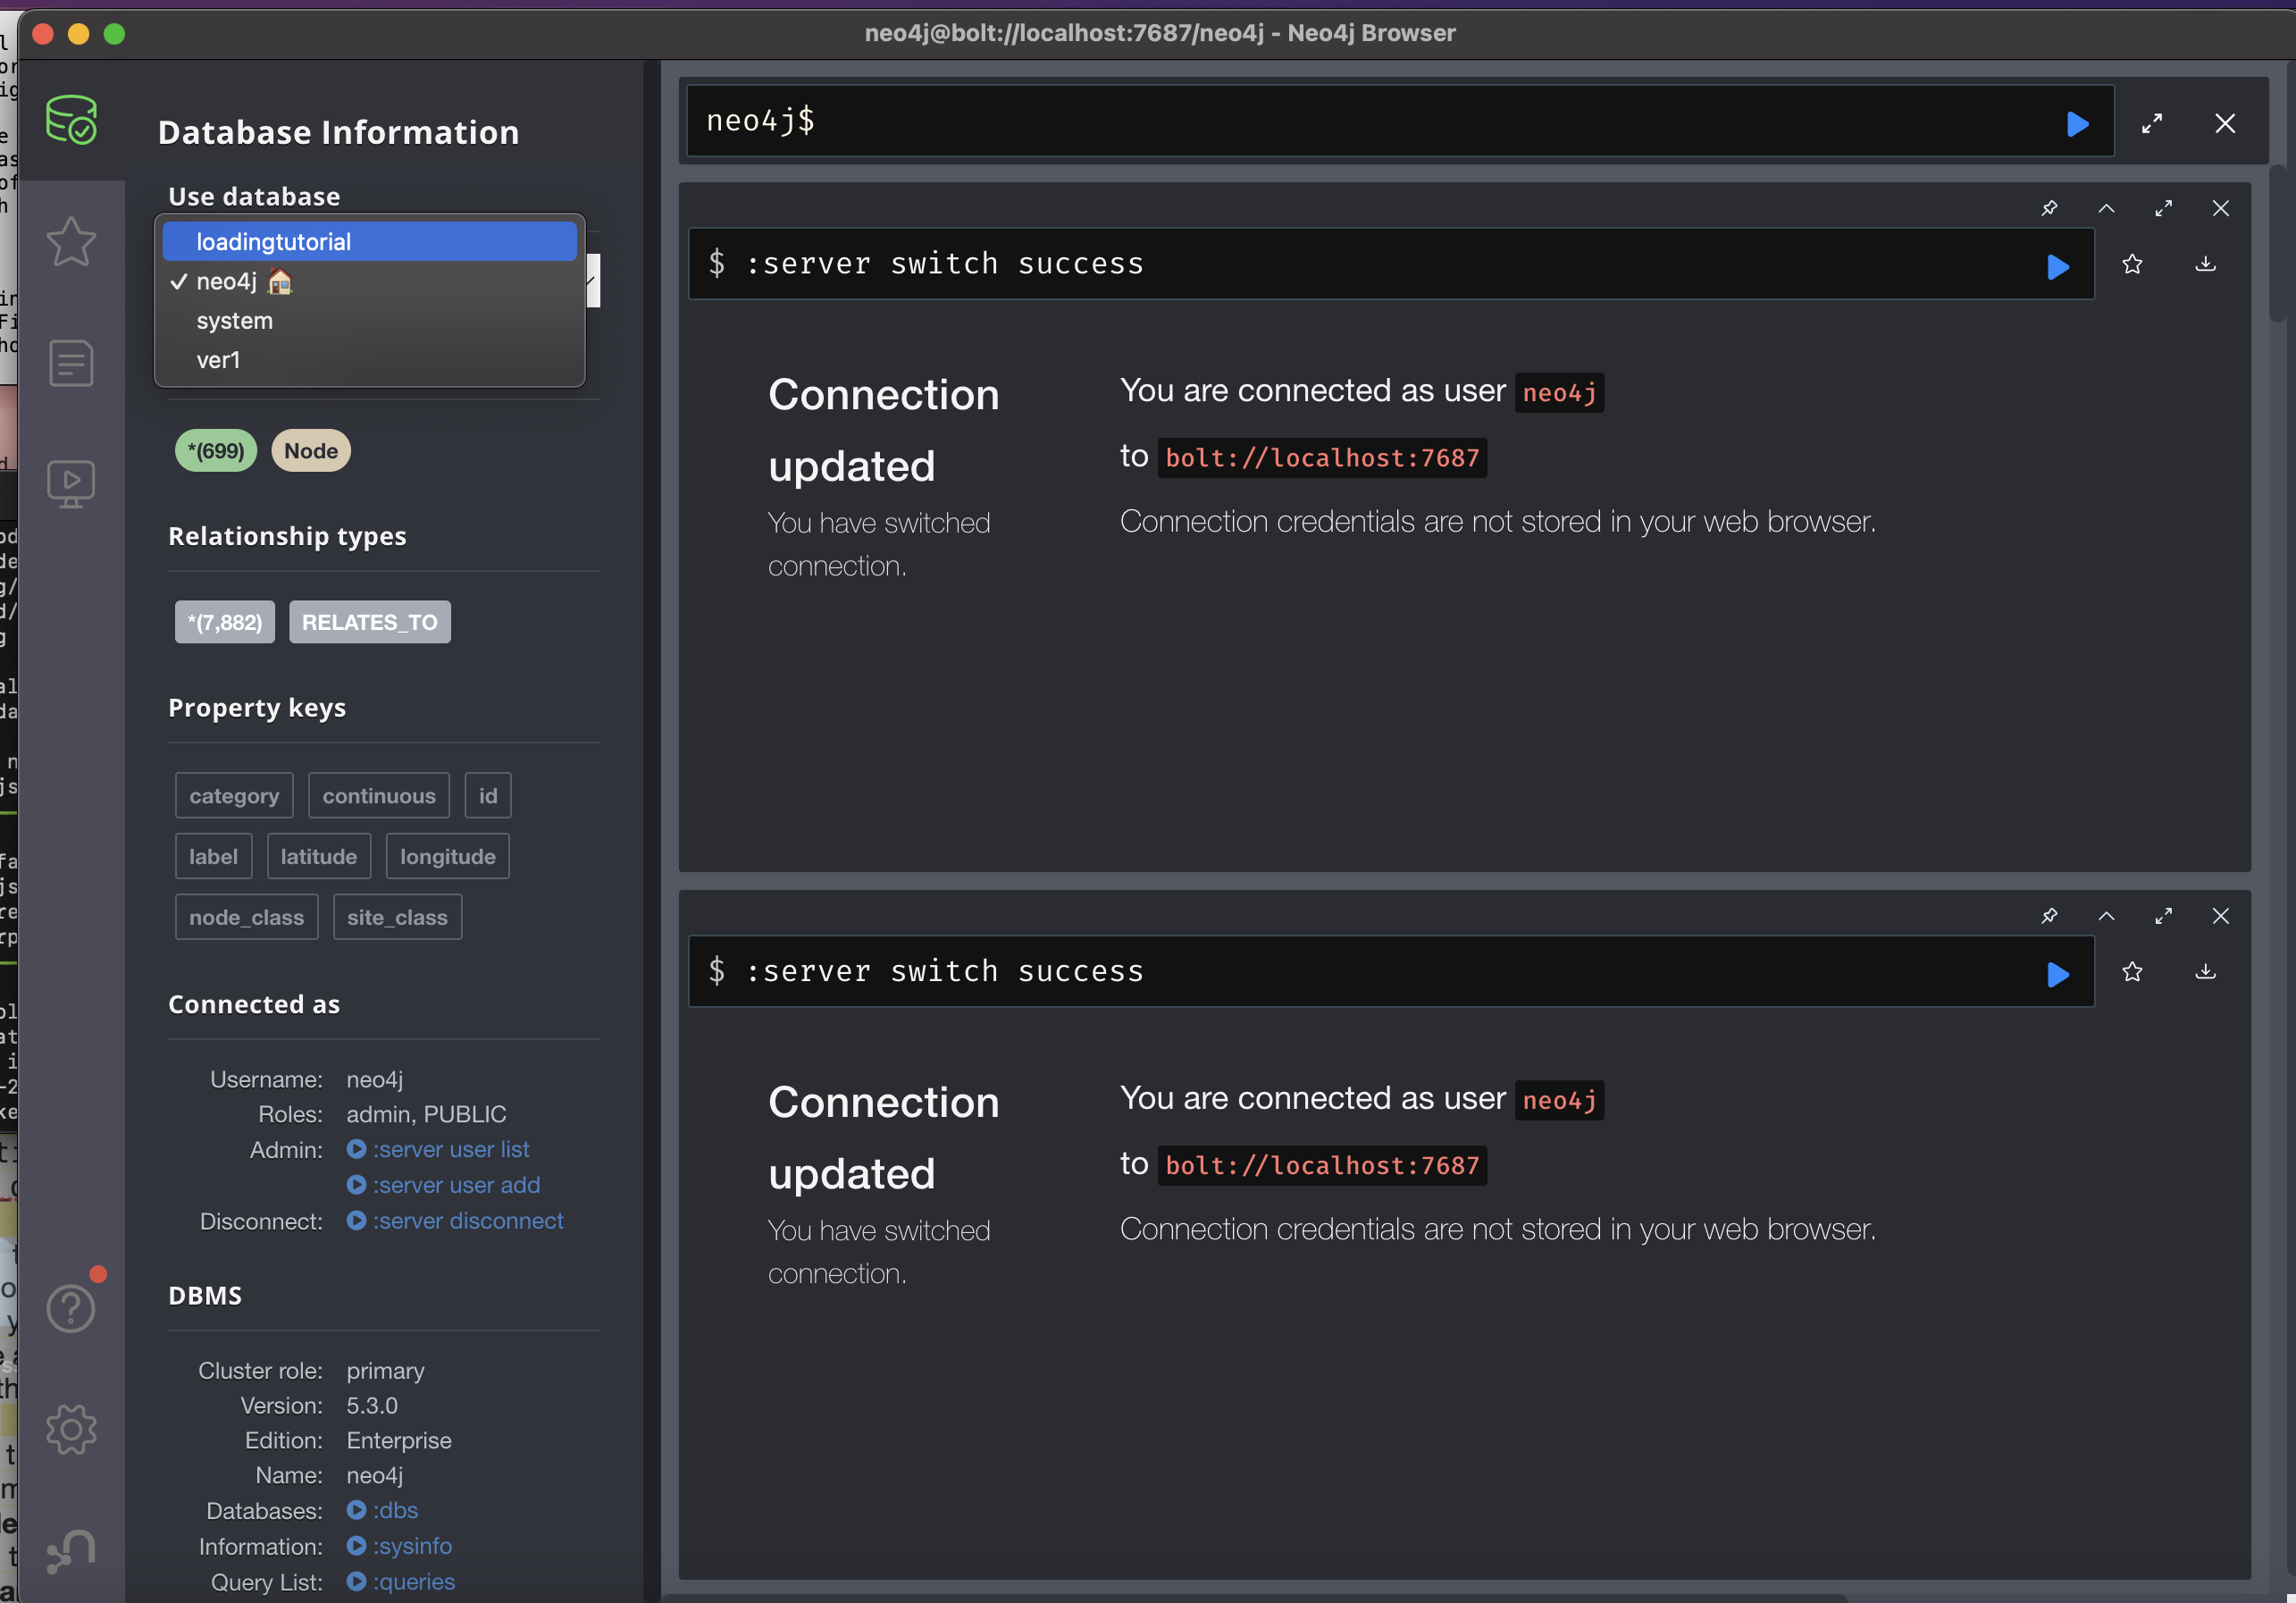 neo4j@bolt://localhost:7687/neo4j - Neo4j Browser
Database Information
Use database
loadingtutorial
✓ neo4j 🏠
system
ver1
*(699) Node
Relationship types
*(7,882) RELATES_TO
Property keys
category continuous id
label latitude longitude
node_class site_class
Connected as
Username: neo4j
Roles: admin, PUBLIC
Admin: :server user list
:server user add
Disconnect: :server disconnect
DBMS
Cluster role: primary
Version: 5.3.0
Edition: Enterprise
Name: neo4j
Databases: :dbs
Information: :sysinfo
Query List: :queries
neo4j$
$ :server switch success
Connection
updated
You have switched
connection.
You are connected as user neo4j
to bolt://localhost:7687
Connection credentials are not stored in your web browser.
$ :server switch success
Connection
updated
You have switched
connection.
You are connected as user neo4j
to bolt://localhost:7687
Connection credentials are not stored in your web browser.